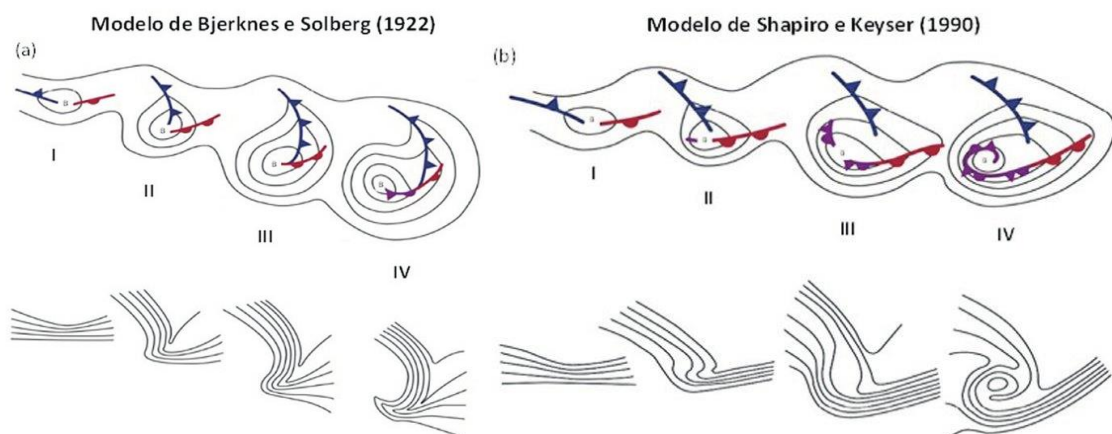 Modelo de Bjerknes e Solberg (1922)
Modelo de Shapiro e Keyser (1990)
(a)
(b)
I
II
III
IV
I
II
III
IV